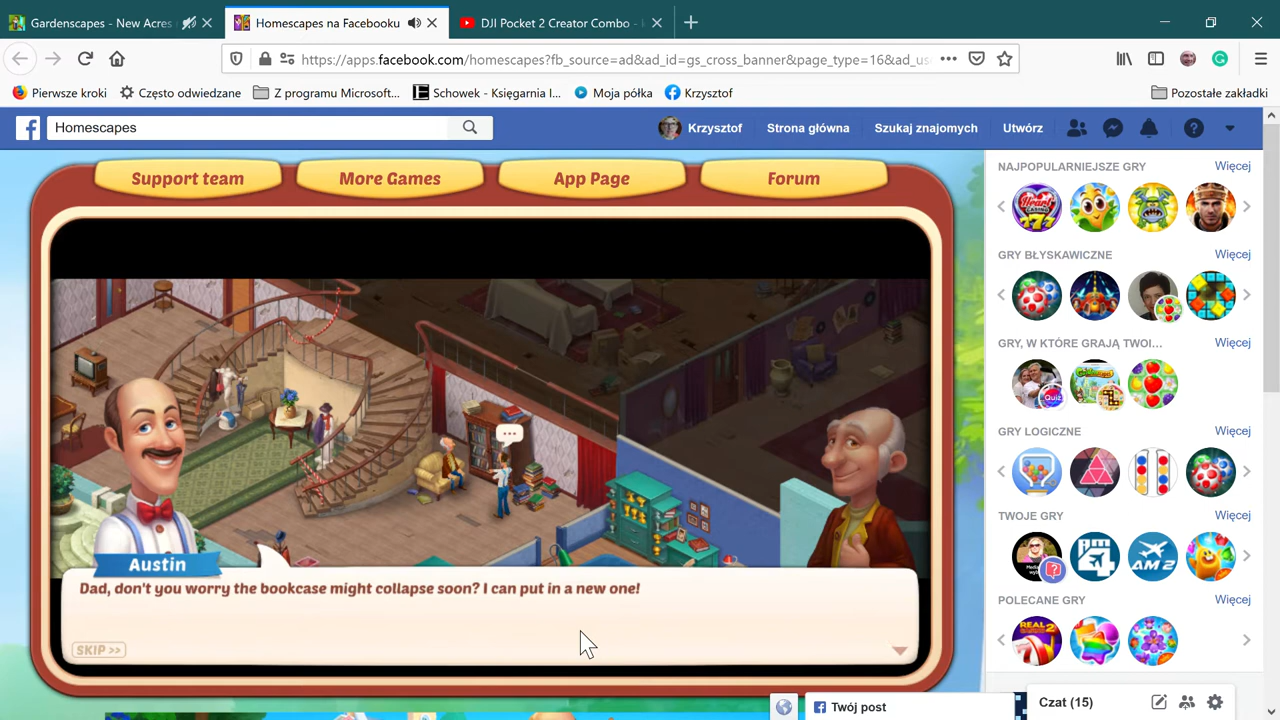 Gardenscapes - New Acres
Homescapes na Facebooku
DJI Pocket 2 Creator Combo -
https://apps.facebook.com/homescapes?fb_source=ad&ad_id=gs_cross_banner&page_type=16&ad_us
Pierwsze kroki
Często odwiedzane
Z programu Microsoft...
Schowek - Księgarnia I...
Moja półka
Krzysztof
Pozostałe zakładki
Homescapes
Krzysztof
Strona główna
Szukaj znajomych
Utwórz
Support team
More Games
App Page
Forum
NAJPOPULARNIEJSZE GRY
Więcej
GRY BŁYSKAWICZNE
Więcej
GRY, W KTÓRE GRAJĄ TWOI...
Więcej
Quiz
GRY LOGICZNE
Więcej
TWOJE GRY
Więcej
AM4
AM 2
POLECANE GRY
Więcej
Austin
Dad, don't you worry the bookcase might collapse soon? I can put in a new one!
SKIP >>
Twój post
Czat (15)